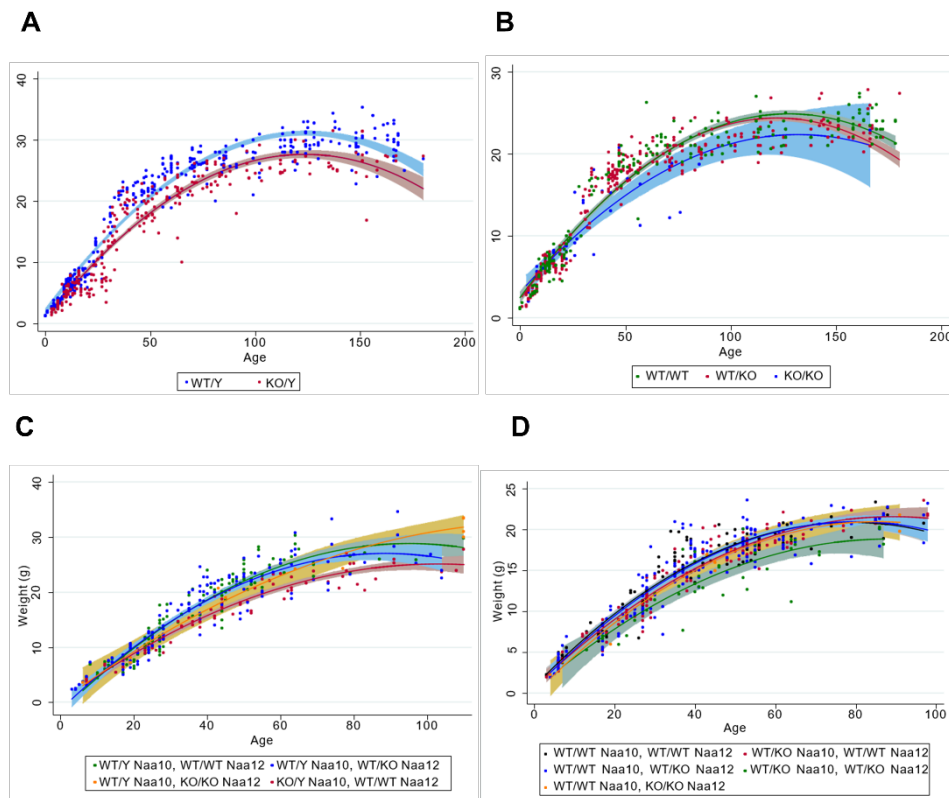 A
B
40
30
20
10
0
0
50
100
150
200
Age
WT/Y
KO/Y
30
20
10
0
0
50
100
150
200
Age
WT/WT
WT/KO
KO/KO
C
D
40
30
20
10
0
Weight (g)
0
20
40
60
80
100
Age
WT/Y Naa10, WT/WT Naa12
WT/Y Naa10, WT/KO Naa12
WT/Y Naa10, KO/KO Naa12
KO/Y Naa10, WT/WT Naa12
25
20
15
10
5
0
Weight (g)
0
20
40
60
80
100
Age
WT/WT Naa10, WT/WT Naa12
WT/KO Naa10, WT/WT Naa12
WT/WT Naa10, WT/KO Naa12
WT/KO Naa10, WT/KO Naa12
WT/WT Naa10, KO/KO Naa12